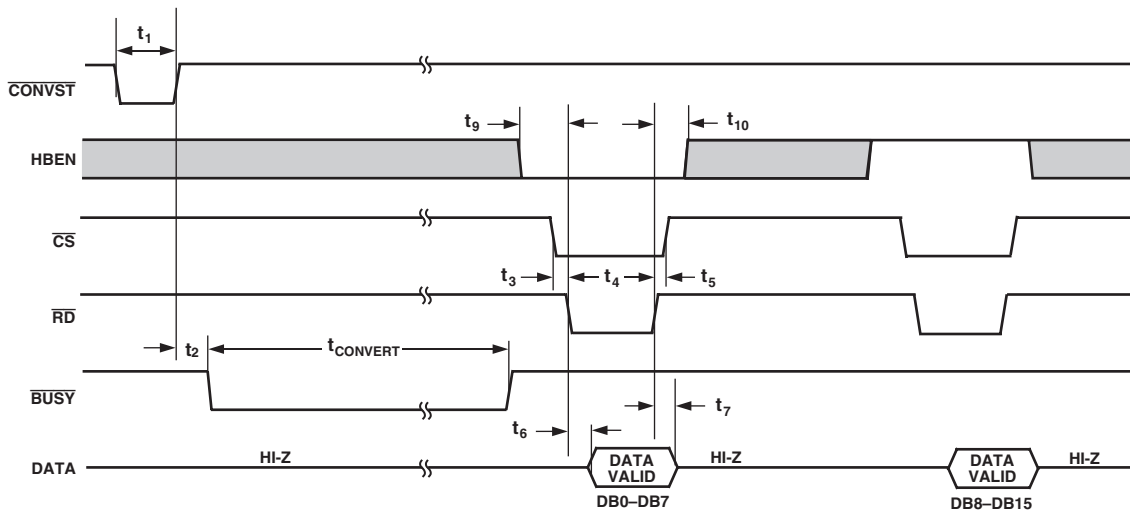 t1
CONVST
t9
t10
HBEN
CS
t3
t4
t5
RD
t2
tCONVERT
BUSY
t7
t6
DATA
HI-Z
DATA
VALID
HI-Z
DATA
VALID
HI-Z
DB0–DB7
DB8–DB15